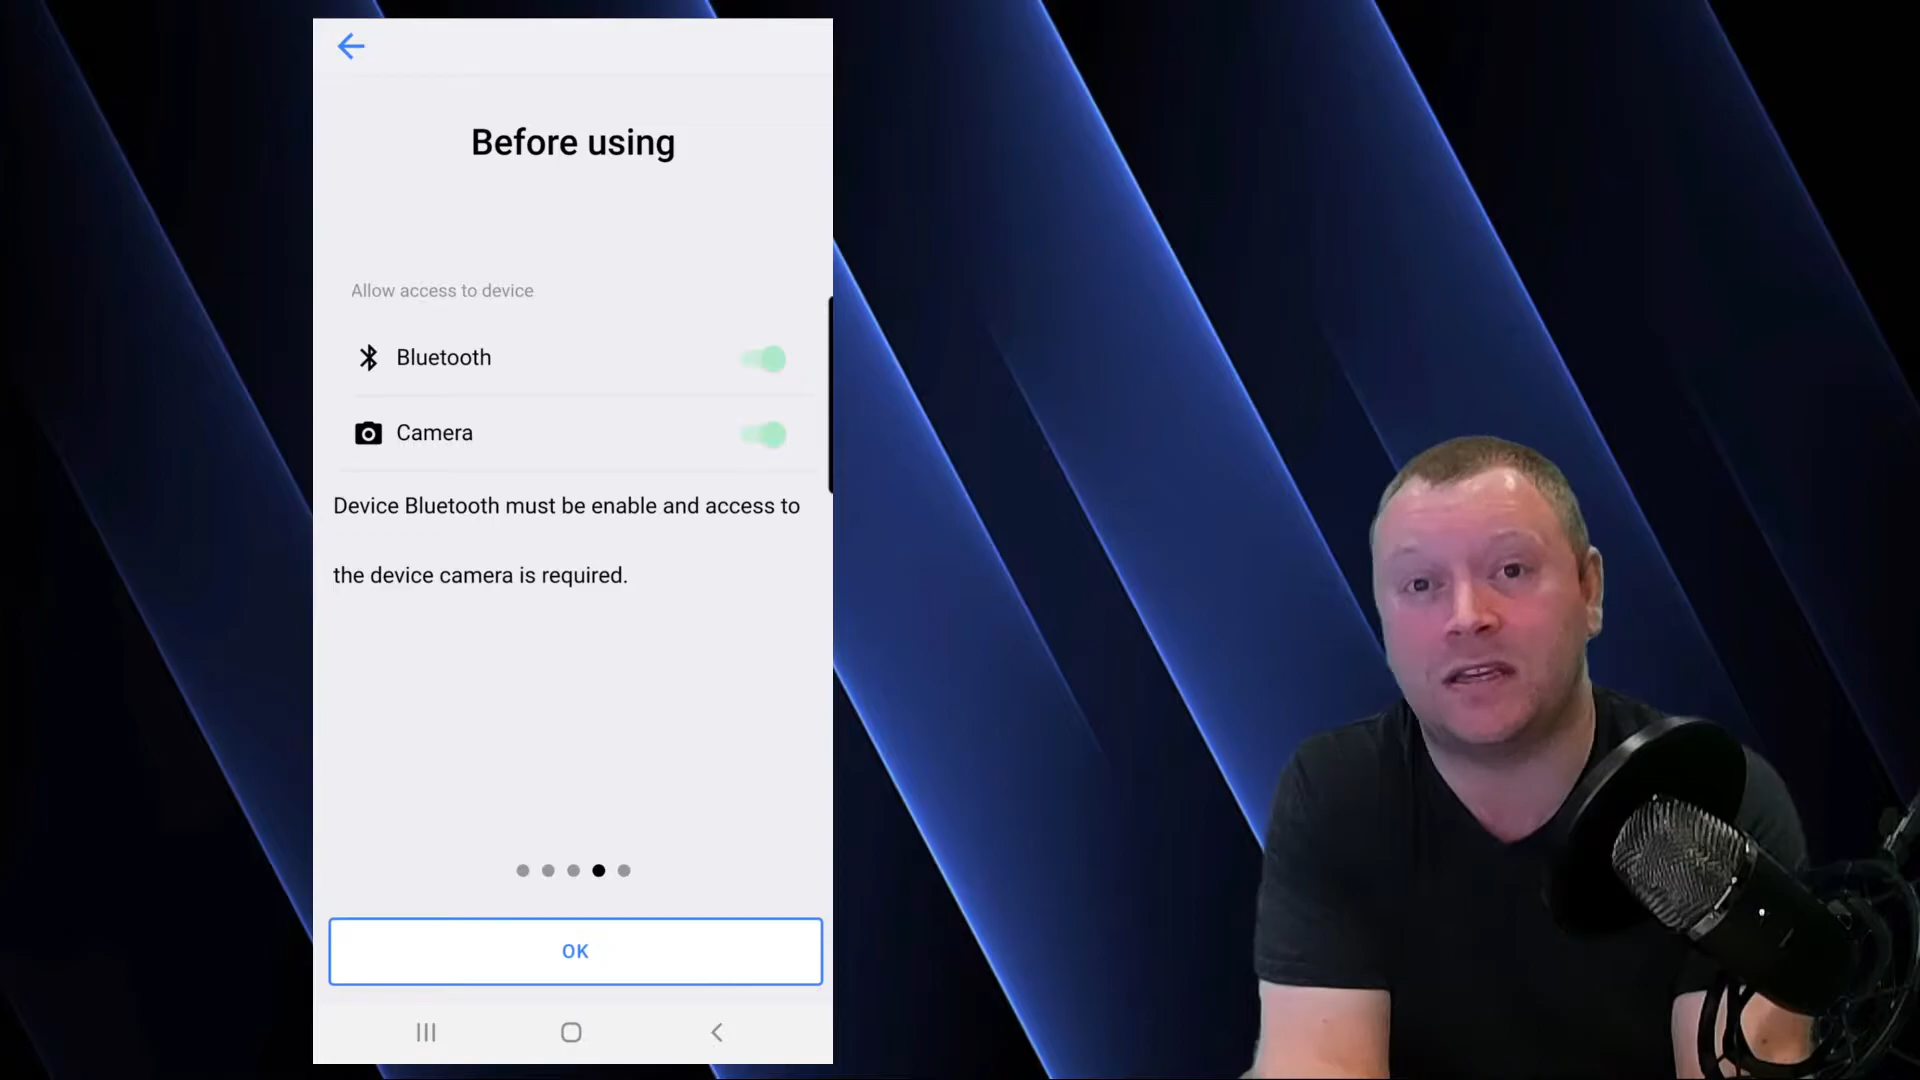 Before using
Allow access to device
Bluetooth
Camera
Device Bluetooth must be enable and access to
the device camera is required.
OK